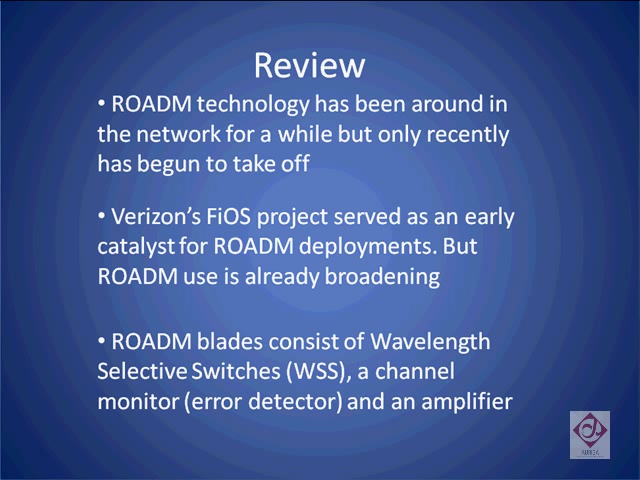 Review
• ROADM technology has been around in
the network for a while but only recently
has begun to take off
• Verizon's FiOS project served as an early
catalyst for ROADM deployments. But
ROADM use is already broadening
• ROADM blades consist of Wavelength
Selective Switches (WSS), a channel
monitor (error detector) and an amplifier